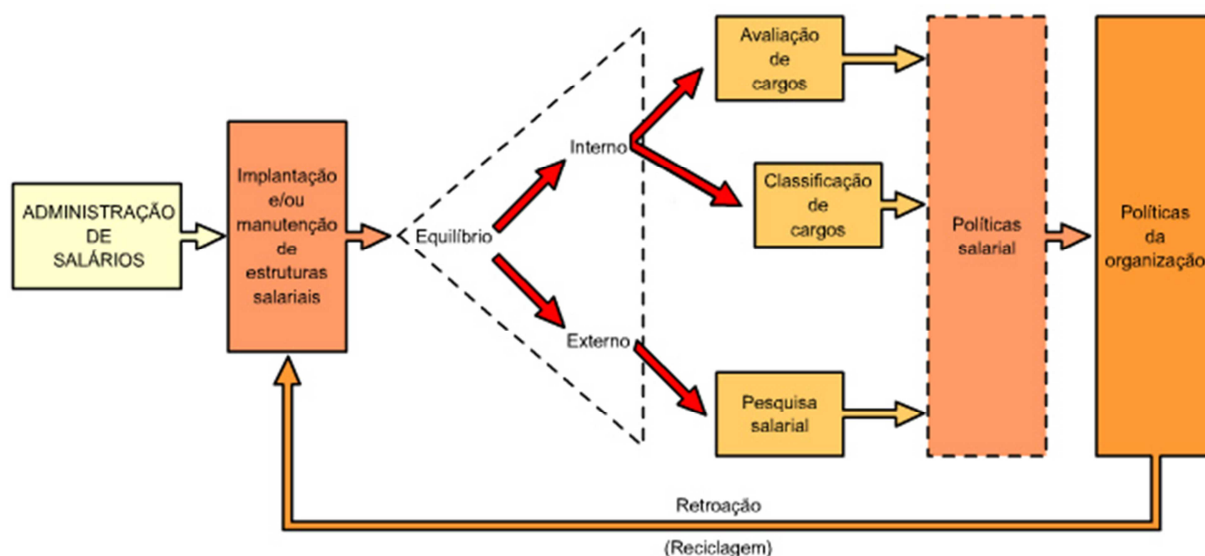 ADMINISTRAÇÃO
DE
SALÁRIOS
Implantação
e/ou
manutenção
de
estruturas
salariais
Equilíbrio
Interno
Externo
Avaliação
de
cargos
Classificação
de
cargos
Pesquisa
salarial
Políticas
salarial
Políticas
da
organização
Retroação
(Reciclagem)